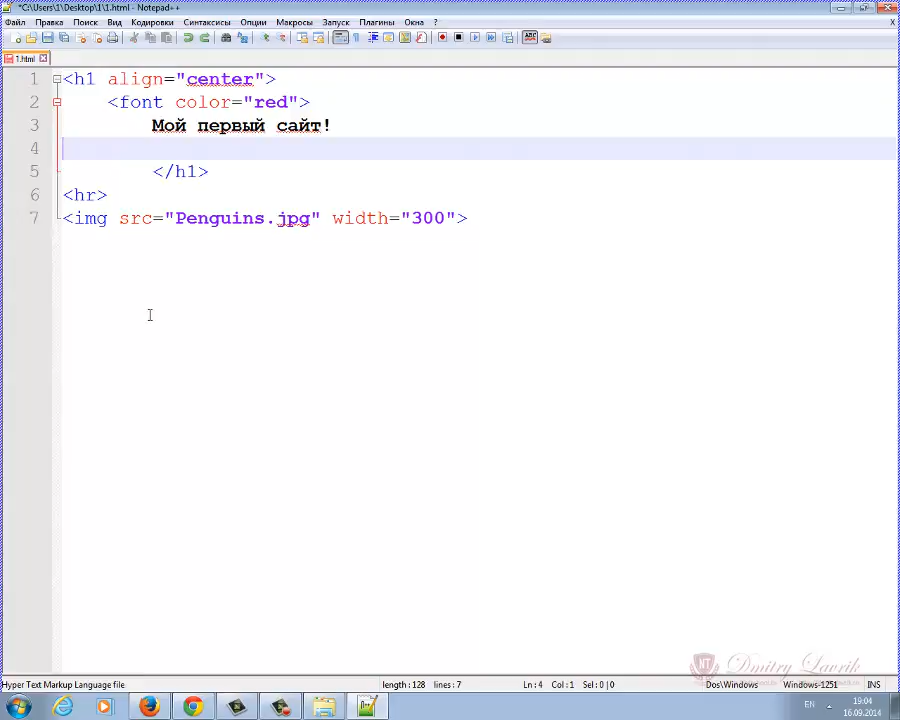 *C:\Users\1\Desktop\1\1.html - Notepad++
Файл Правка Поиск Вид Кодировки Синтаксисы Опции Макросы Запуск Плагины Окна ? X
1.html
1 <h1 align="center">
2 <font color="red">
3 Мой первый сайт!
4
5 </h1>
6 <hr>
7 <img src="Penguins.jpg" width="300">
NT Dmitry Lavrik
Hyper Text Markup Language file length : 128 lines : 7 Ln : 4 Col : 1 Sel : 0 | 0 Dos\Windows Windows-1251 INS
EN 19:04
16.09.2014